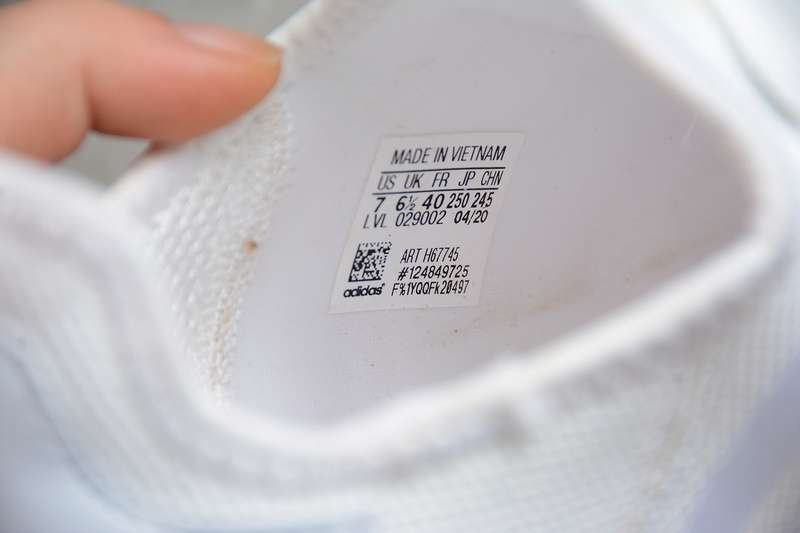 MADE IN VIETNAM
US UK FR JP CHN
7 6½ 40 250 245
LVL 029002 04/20
ART H67745
#124849725
adidas® F%1YQQFk20497